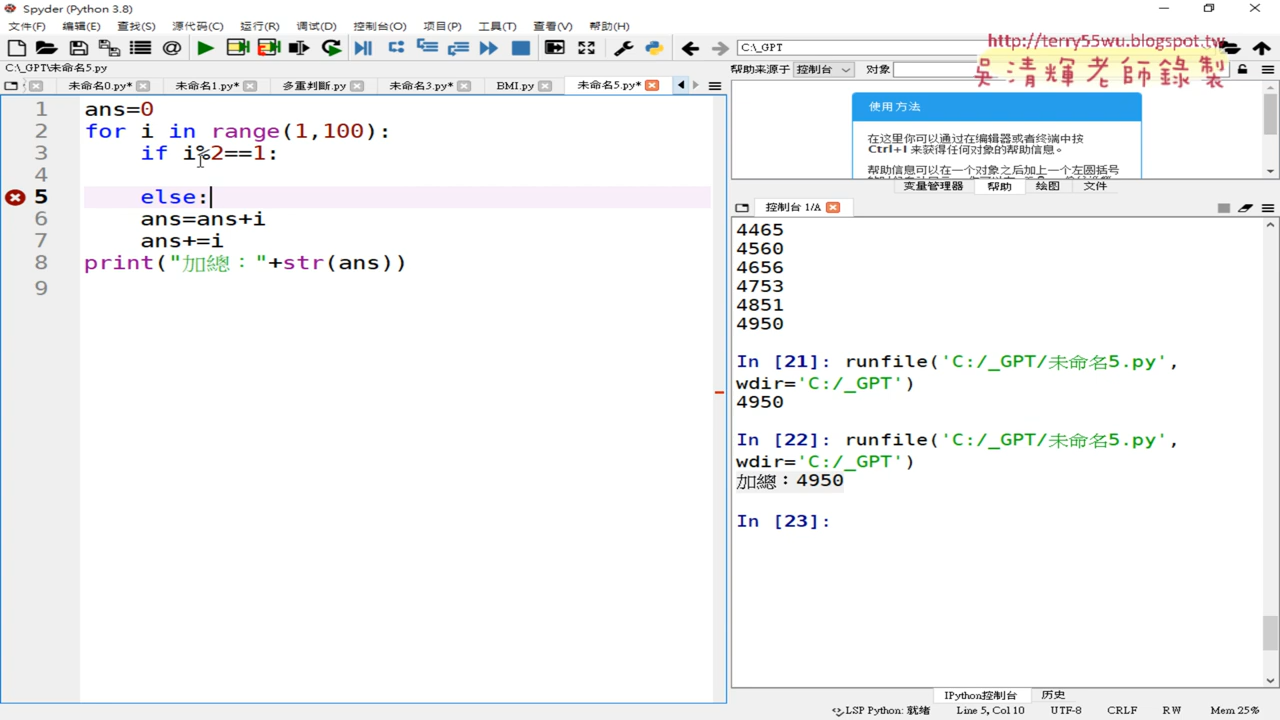 Spyder (Python 3.8)
文件(F) 编辑(E) 查找(S) 源代码(C) 运行(R) 调试(D) 控制台(O) 项目(P) 工具(T) 查看(V) 帮助(H)
C:\_GPT
http://terry55wu.blogspot.tw
吳清輝老師錄製
C:\_GPT\未命名5.py
未命名0.py* 未命名1.py* 多重判斷.py 未命名3.py* BMI.py 未命名5.py*
帮助来源于 控制台 对象
1 ans=0
2 for i in range(1,100):
3 if i%2==1:
4
5 else:
6 ans=ans+i
7 ans+=i
8 print("加總："+str(ans))
9
使用方法
在这里你可以通过在编辑器或者终端中按
Ctrl+I 来获得任何对象的帮助信息。
帮助信息可以在一个对象之后加上一个左圆括号
变量管理器 帮助 绘图 文件
控制台 1/A
4465
4560
4656
4753
4851
4950
In [21]: runfile('C:/_GPT/未命名5.py',
wdir='C:/_GPT')
4950
In [22]: runfile('C:/_GPT/未命名5.py',
wdir='C:/_GPT')
加總：4950
In [23]:
IPython控制台 历史
LSP Python: 就绪 Line 5, Col 10 UTF-8 CRLF RW Mem 25%